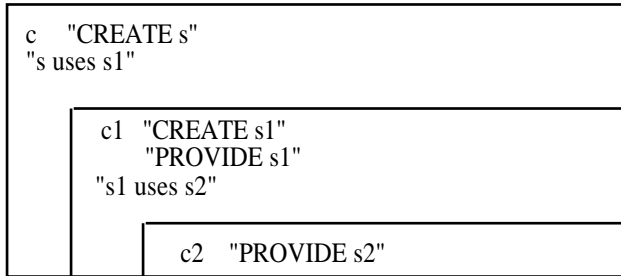 c "CREATE s"
"s uses s1"
c1 "CREATE s1"
"PROVIDE s1"
"s1 uses s2"
c2 "PROVIDE s2"